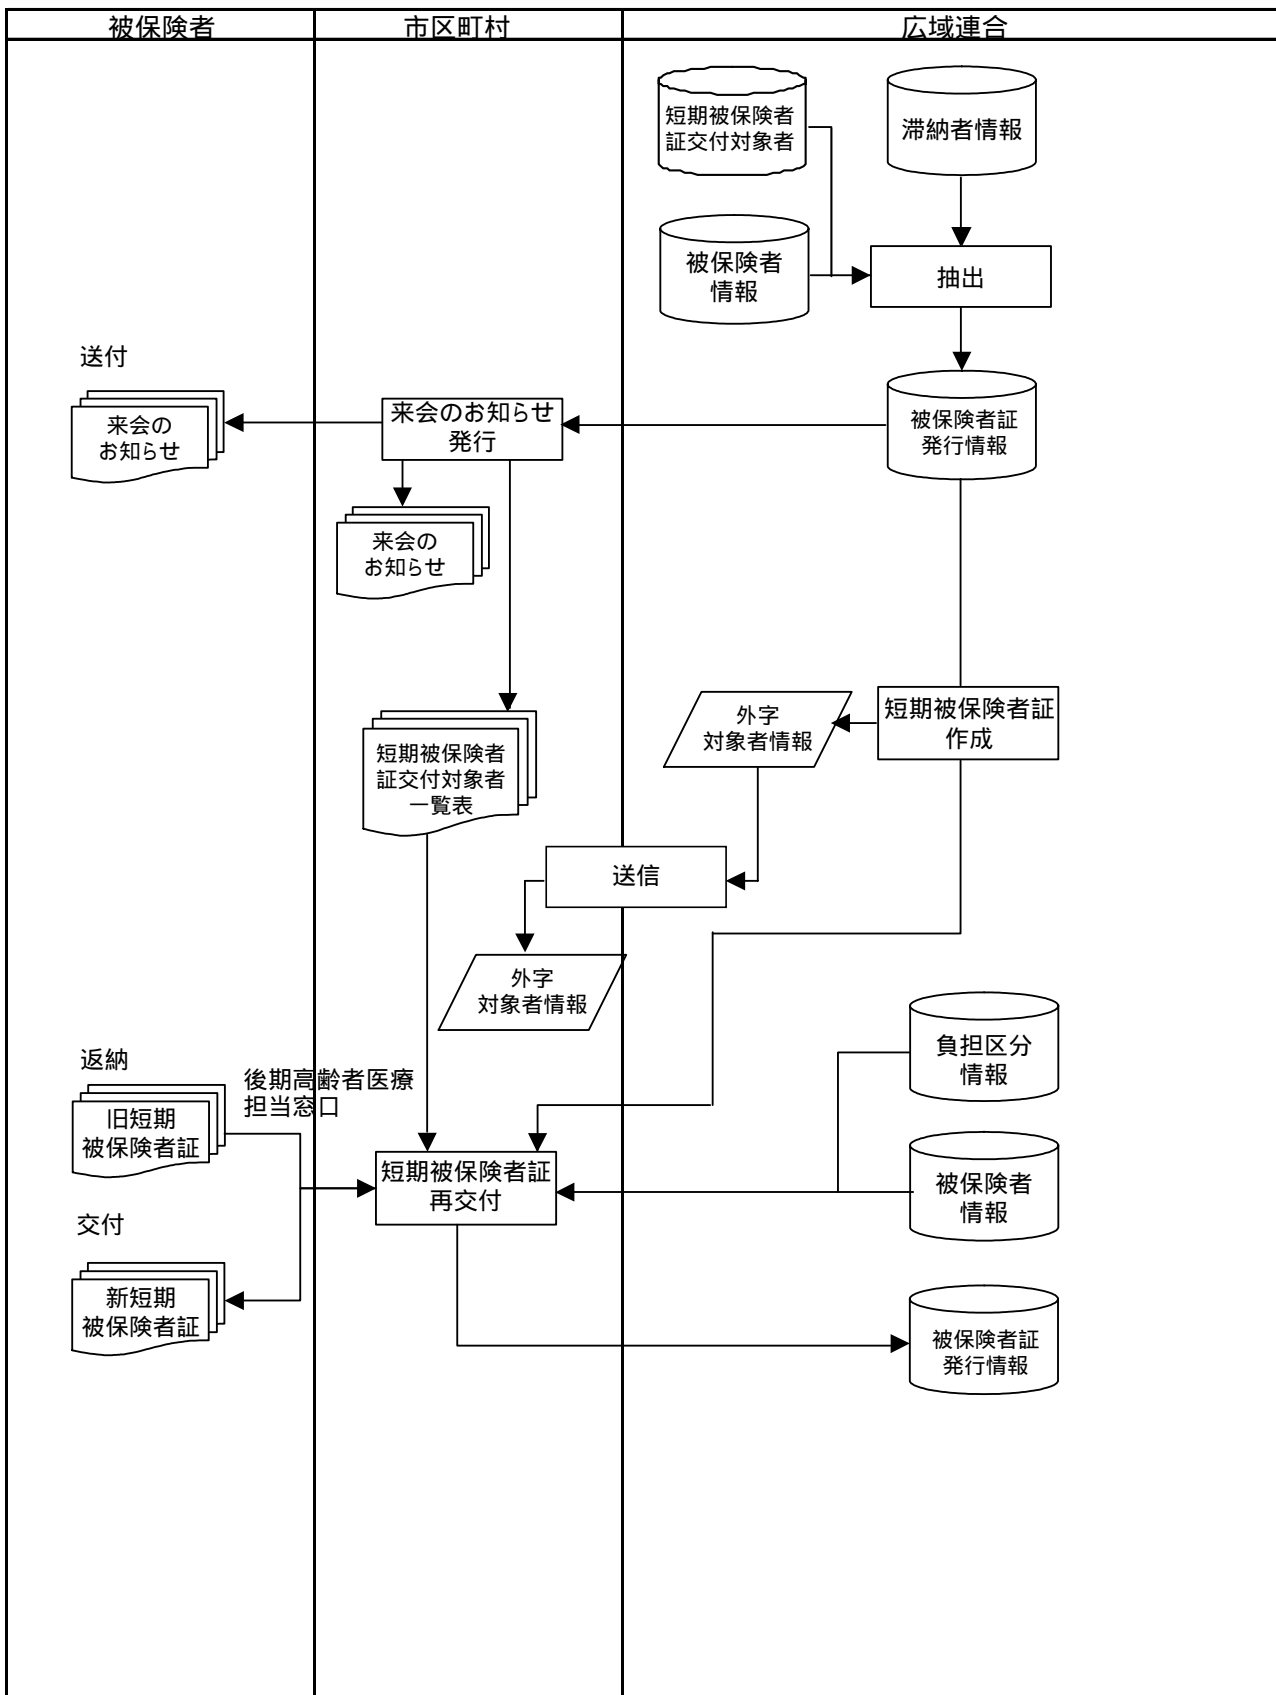 被保険者
市区町村
広域連合
短期被保険者
証交付対象者
滞納者情報
被保険者
情報
抽出
送付
来会の
お知らせ
来会のお知らせ
発行
被保険者証
発行情報
来会の
お知らせ
外字
対象者情報
短期被保険者証
作成
短期被保険者
証交付対象者
一覧表
送信
外字
対象者情報
負担区分
情報
返納
後期高齢者医療
担当窓口
旧短期
被保険者証
短期被保険者証
再交付
被保険者
情報
交付
新短期
被保険者証
被保険者証
発行情報